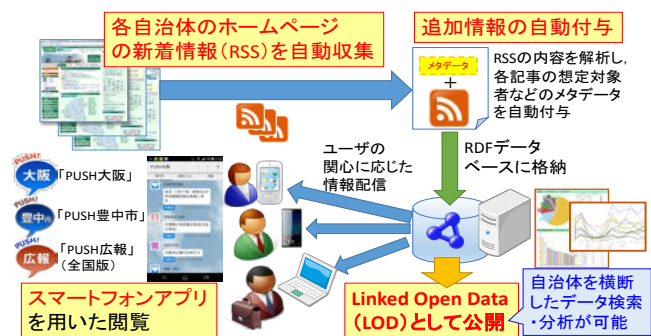 各自治体のホームページ
の新着情報(RSS)を自動収集
追加情報の自動付与
メタデータ
+
RSSの内容を解析し,
各記事の想定対象
者などのメタデータ
を自動付与
ユーザの
関心に応じた
情報配信
RDFデータ
ベースに格納
PUSH!
大阪
「PUSH大阪」
PUSH!
豊中市
「PUSH豊中市」
PUSH!
広報
「PUSH広報」
(全国版)
スマートフォンアプリ
を用いた閲覧
Linked Open Data
(LOD)として公開
自治体を横断
したデータ検索
・分析が可能